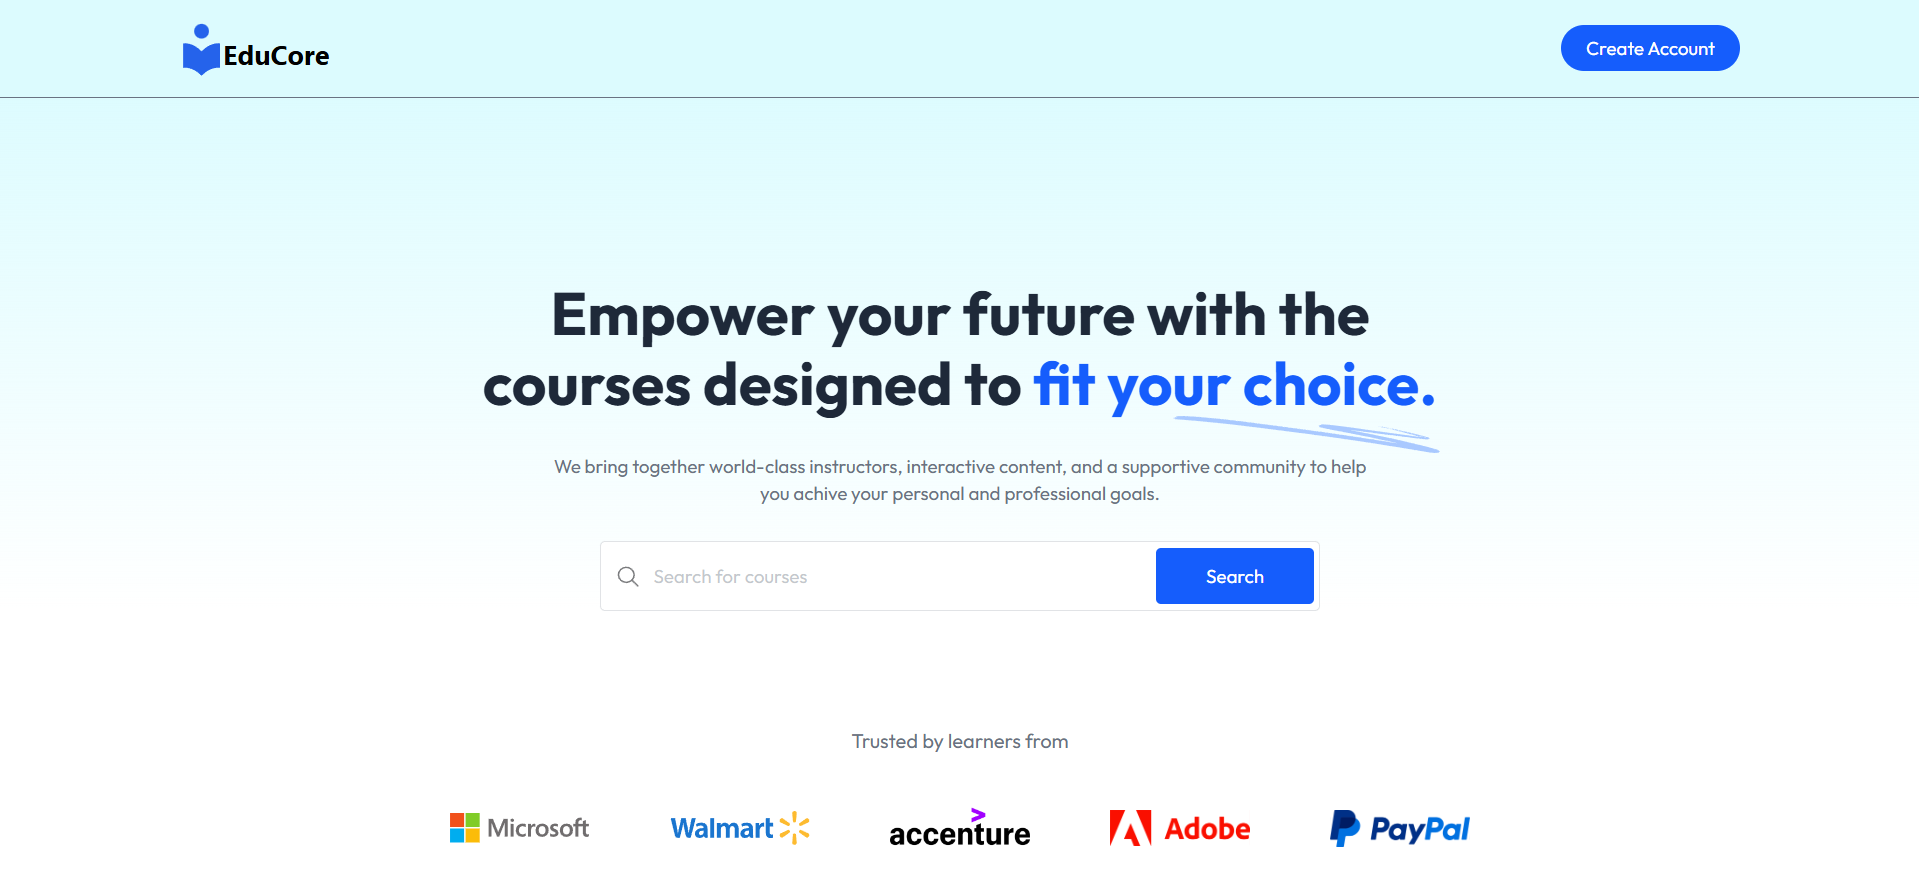 EduCore
Create Account
Empower your future with the
courses designed to fit your choice.
We bring together world-class instructors, interactive content, and a supportive community to help
you achive your personal and professional goals.
Search for courses
Search
Trusted by learners from
Microsoft
Walmart
accenture
Adobe
PayPal